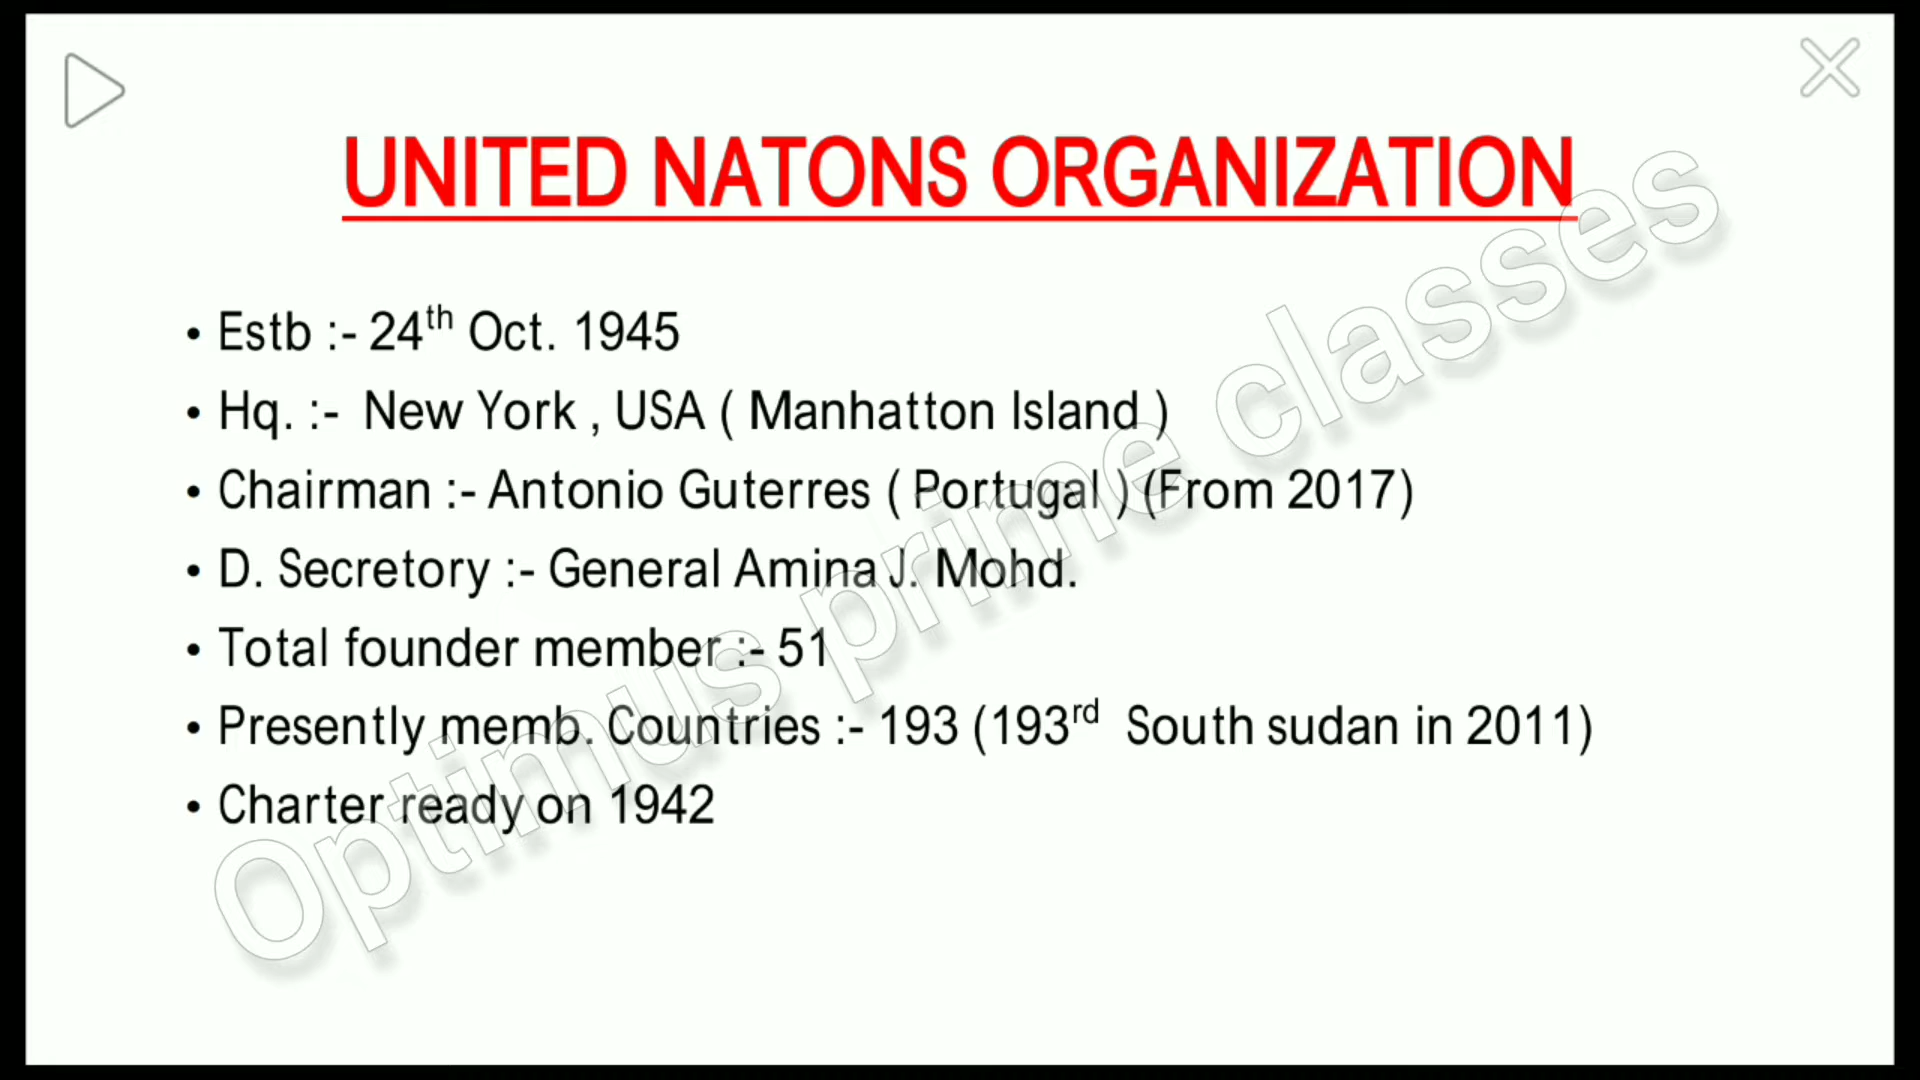 UNITED NATONS ORGANIZATION
• Estb :- 24th Oct. 1945
• Hq. :- New York , USA ( Manhatton Island )
• Chairman :- Antonio Guterres ( Portugal ) (From 2017)
• D. Secretory :- General Amina J. Mohd.
• Total founder member :- 51
• Presently memb. Countries :- 193 (193rd South sudan in 2011)
• Charter ready on 1942
Optimus prime classes